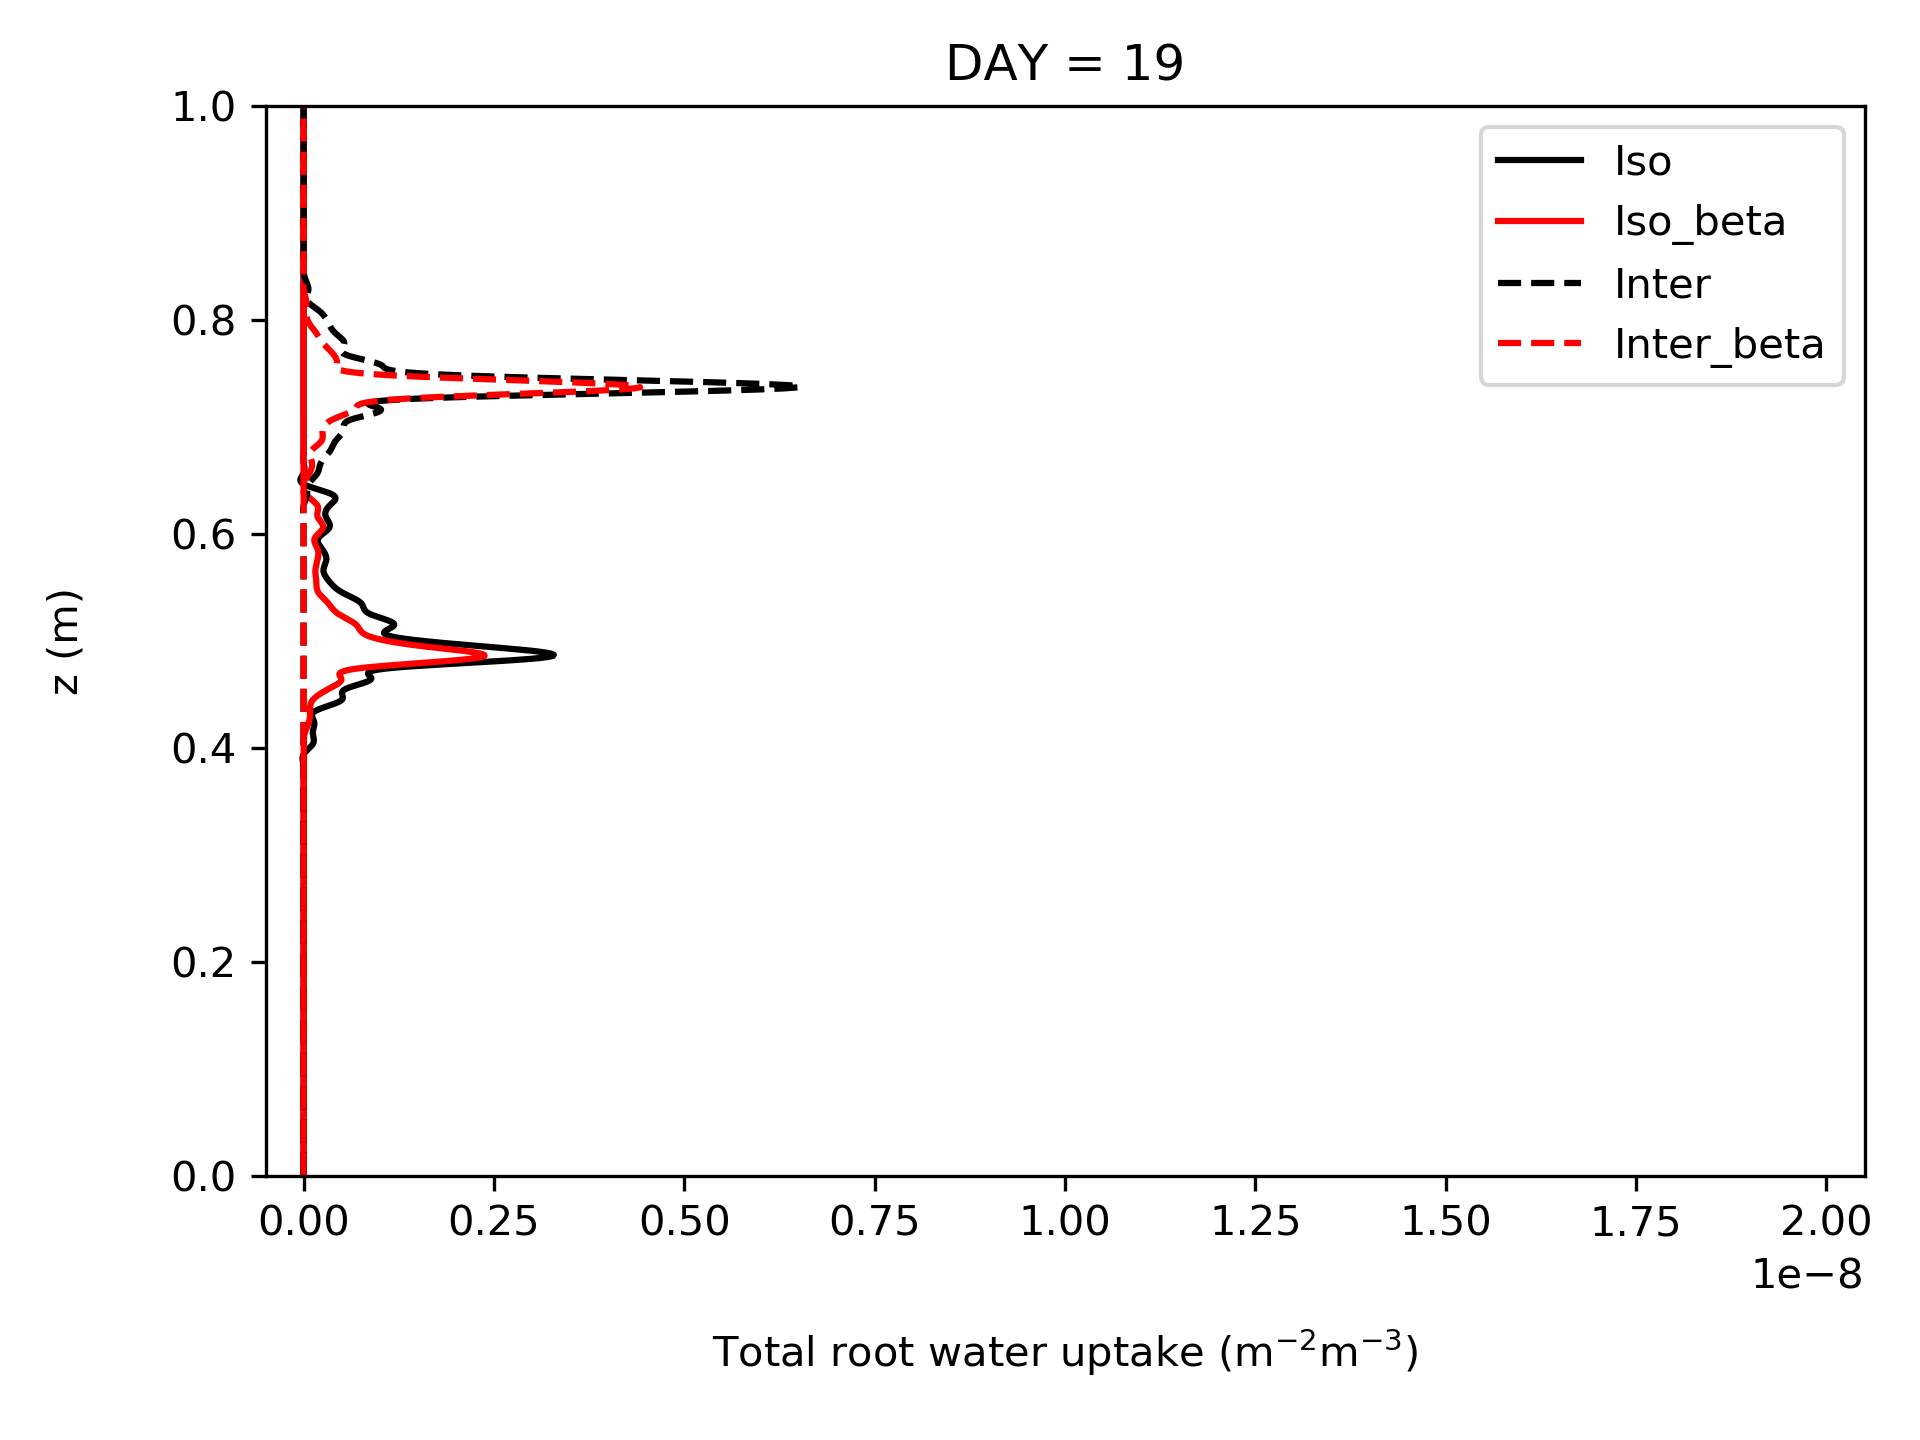 DAY = 19
1.0
0.8
0.6
0.4
0.2
0.0
z (m)
Iso
Iso_beta
Inter
Inter_beta
0.00 0.25 0.50 0.75 1.00 1.25 1.50 1.75 2.00
1e−8
Total root water uptake (m⁻²m⁻³)